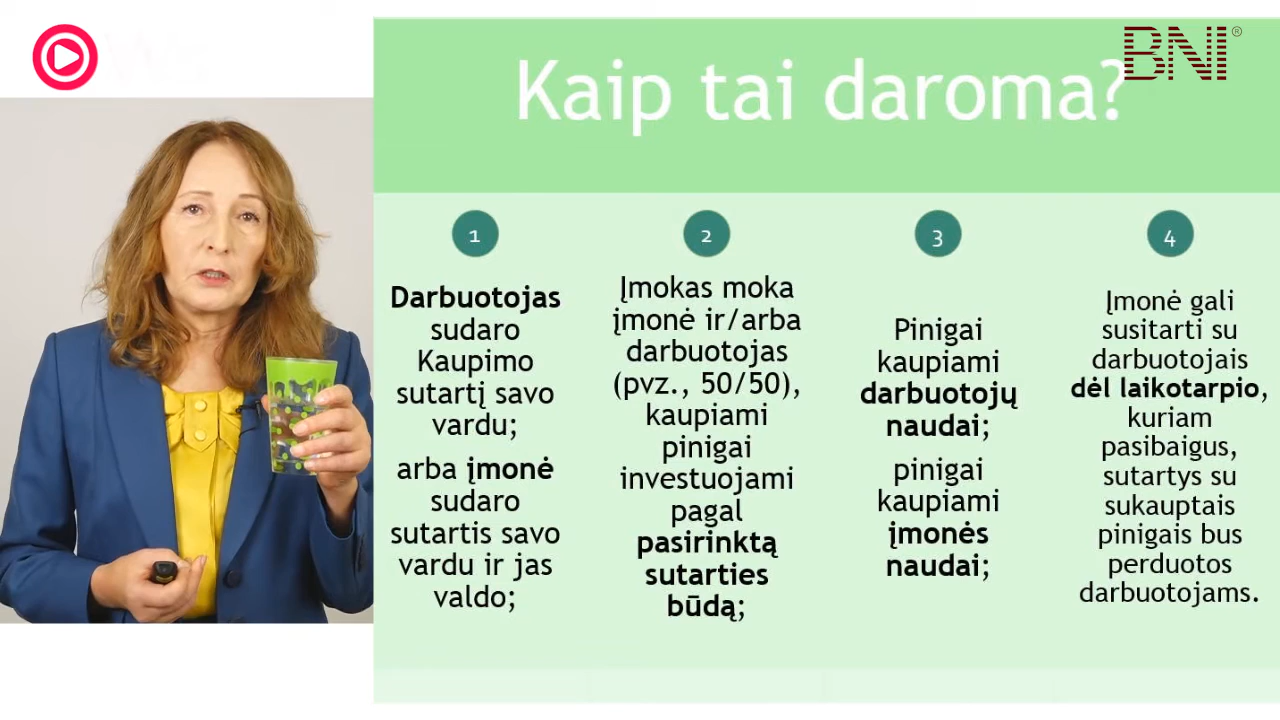 BNI®
Kaip tai daroma?
1
Darbuotojas
sudaro
Kaupimo
sutartį savo
vardu;
arba įmonė
sudaro
sutartis savo
vardu ir jas
valdo;
2
Įmokas moka
įmonė ir/arba
darbuotojas
(pvz., 50/50),
kaupiami
pinigai
investuojami
pagal
pasirinktą
sutarties
būdą;
3
Pinigai
kaupiami
darbuotojų
naudai;
pinigai
kaupiami
įmonės
naudai;
4
Įmonė gali
susitarti su
darbuotojais
dėl laikotarpio,
kuriam
pasibaigus,
sutartys su
sukauptais
pinigais bus
perduotos
darbuotojams.